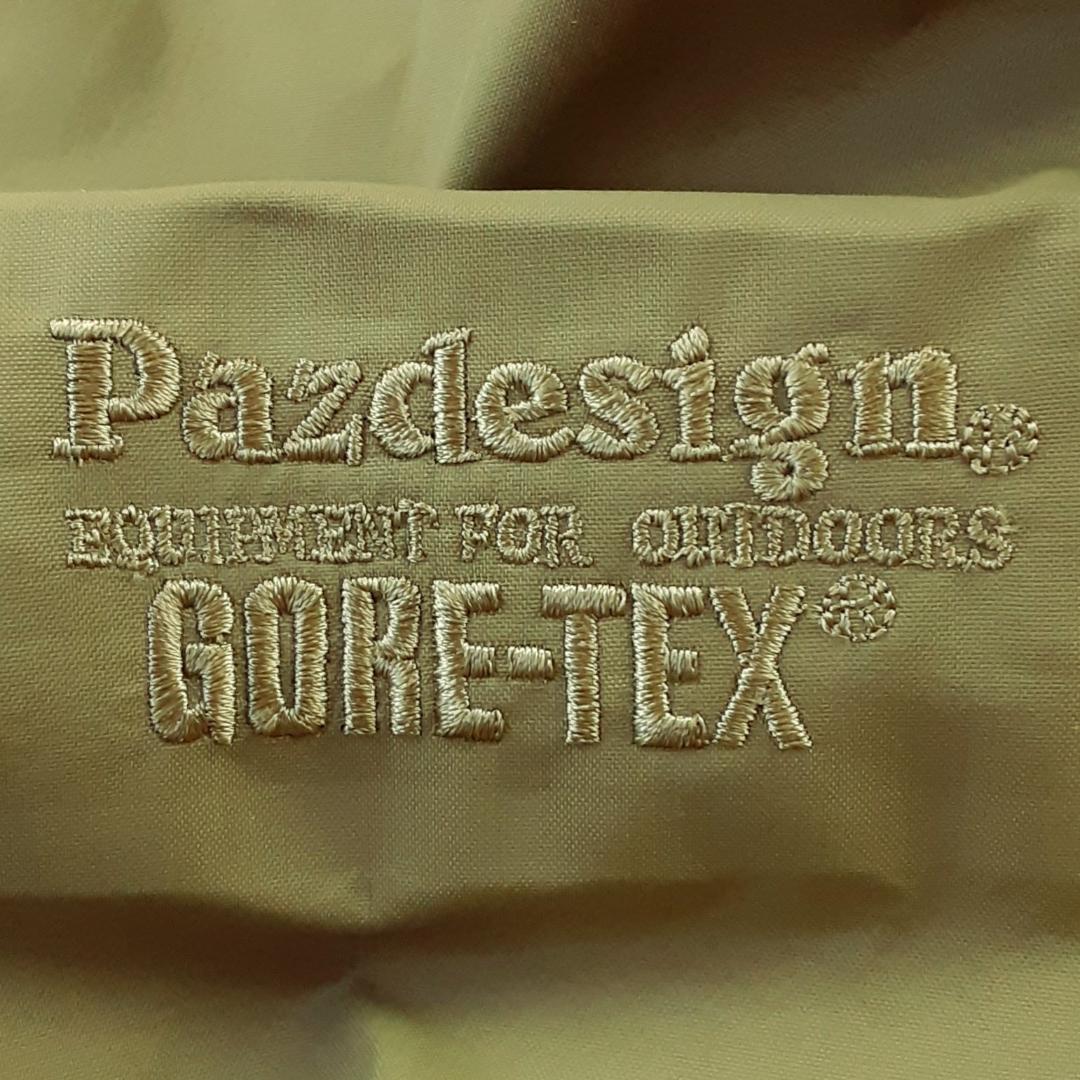 Pazdesign®
EQUIPMENT FOR OUTDOORS
GORE-TEX®